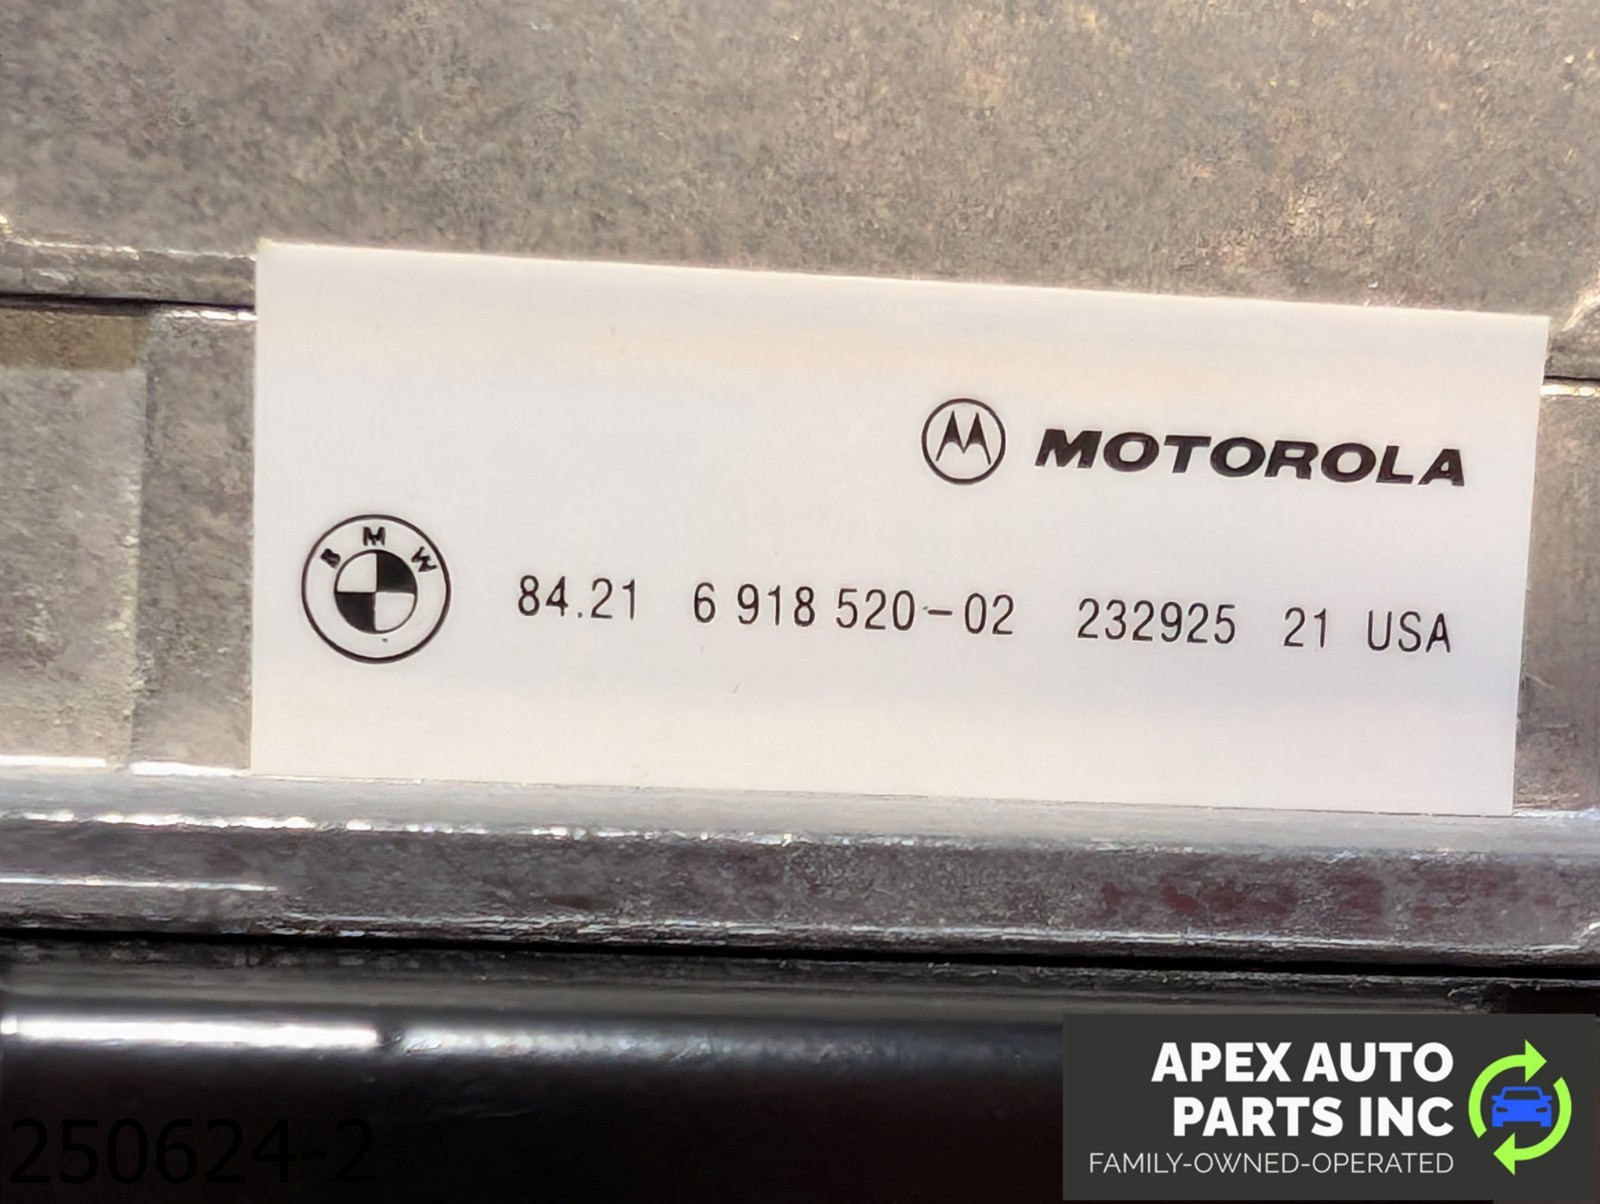 MOTOROLA
BMW
84.21 6 918 520-02 232925 21 USA
APEX AUTO
PARTS INC
FAMILY-OWNED-OPERATED
250624-2